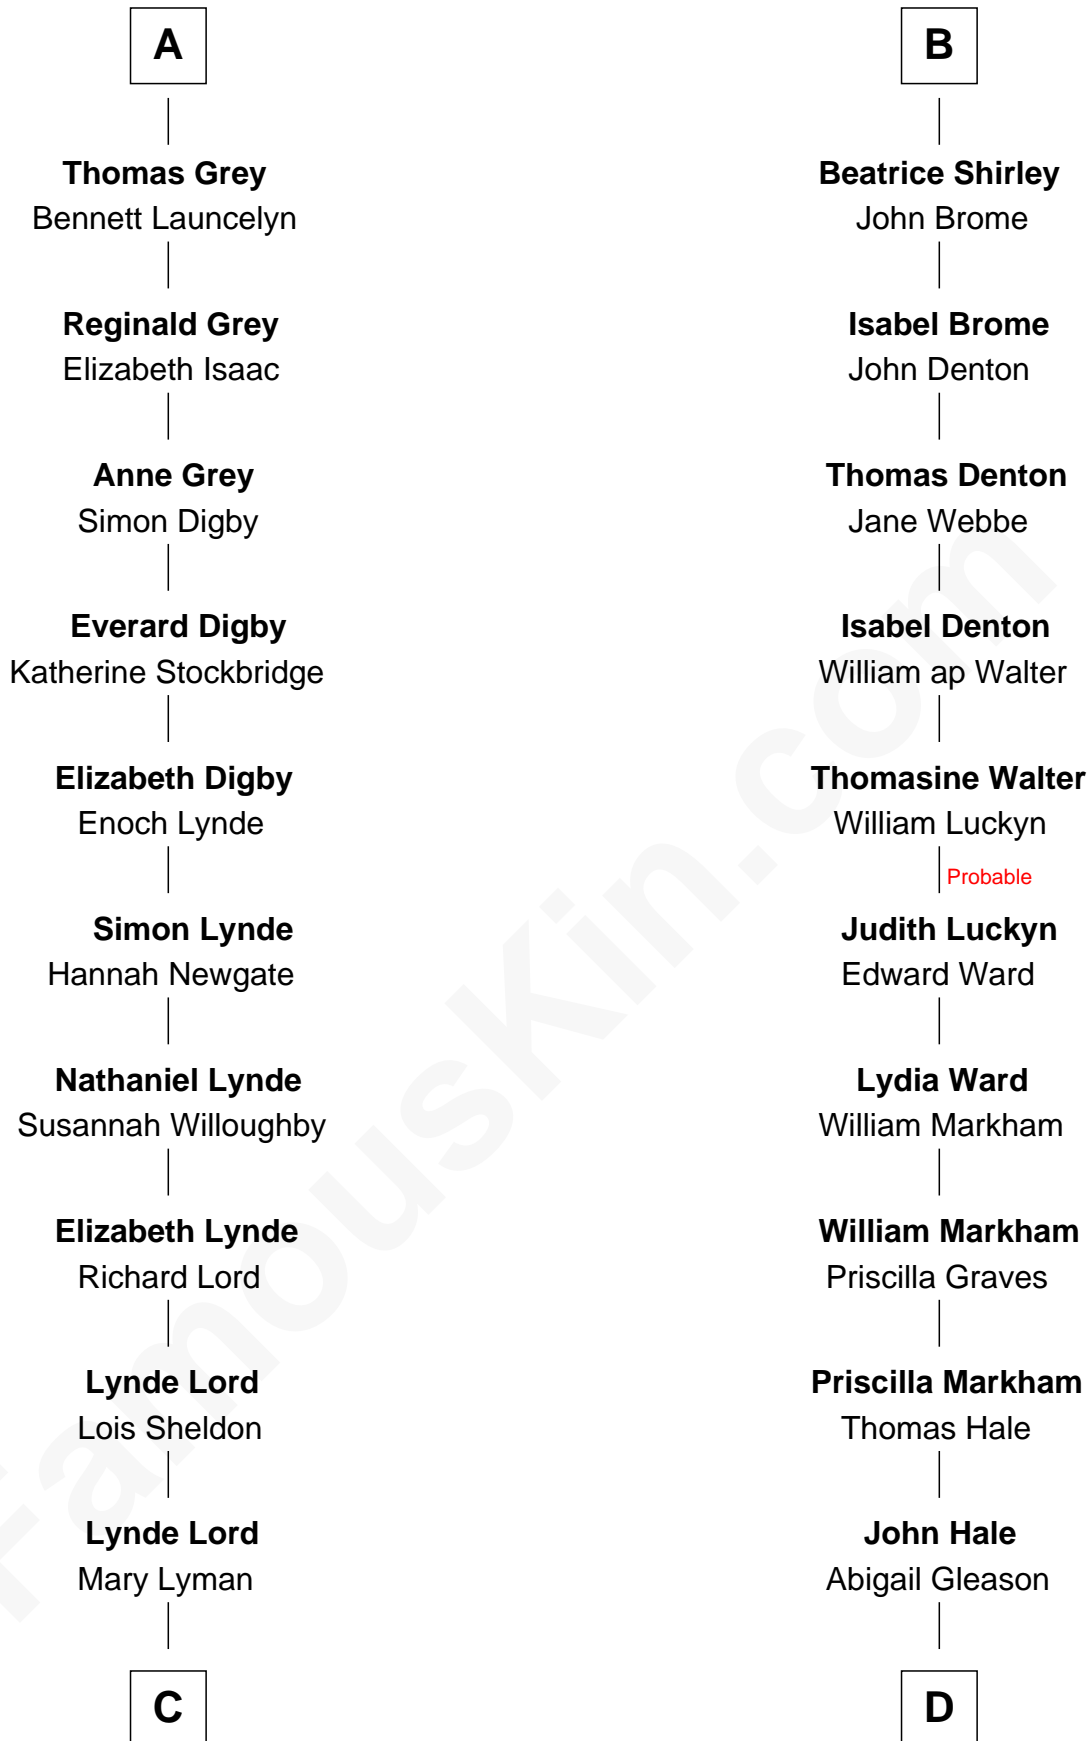 A
Thomas Grey
Bennett Launcelyn
Reginald Grey
Elizabeth Isaac
Anne Grey
Simon Digby
Everard Digby
Katherine Stockbridge
Elizabeth Digby
Enoch Lynde
Simon Lynde
Hannah Newgate
Nathaniel Lynde
Susannah Willoughby
Elizabeth Lynde
Richard Lord
Lynde Lord
Lois Sheldon
Lynde Lord
Mary Lyman
C
B
Beatrice Shirley
John Brome
Isabel Brome
John Denton
Thomas Denton
Jane Webbe
Isabel Denton
William ap Walter
Thomasine Walter
William Luckyn
Probable
Judith Luckyn
Edward Ward
Lydia Ward
William Markham
William Markham
Priscilla Graves
Priscilla Markham
Thomas Hale
John Hale
Abigail Gleason
D
FamousKin.com